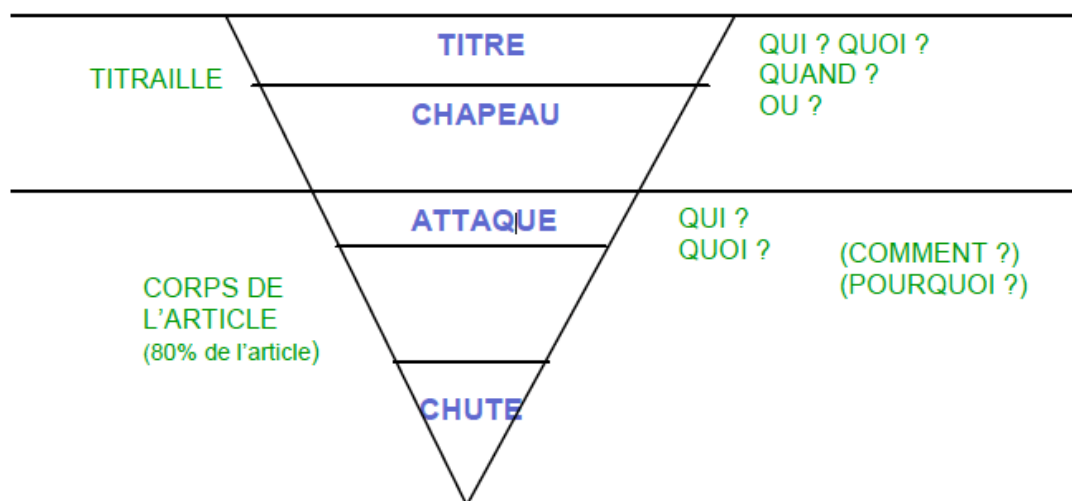 TITRE
QUI ? QUOI ?
TITRAILLE
QUAND ?
OU ?
CHAPEAU
ATTAQUE
QUI ?
QUOI ?
(COMMENT ?)
(POURQUOI ?)
CORPS DE
L'ARTICLE
(80% de l'article)
CHUTE